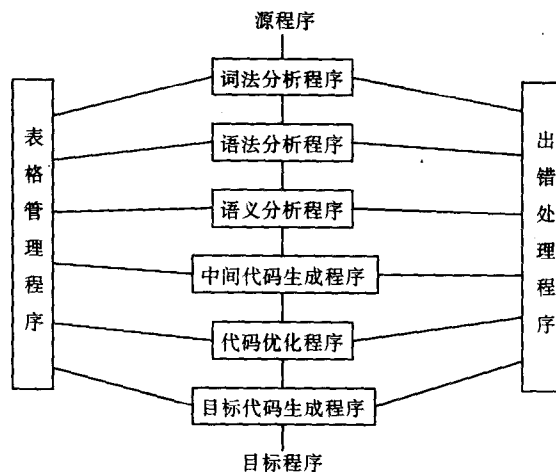 源程序
词法分析程序
语法分析程序
语义分析程序
中间代码生成程序
代码优化程序
目标代码生成程序
目标程序
表格管理程序
出错处理程序